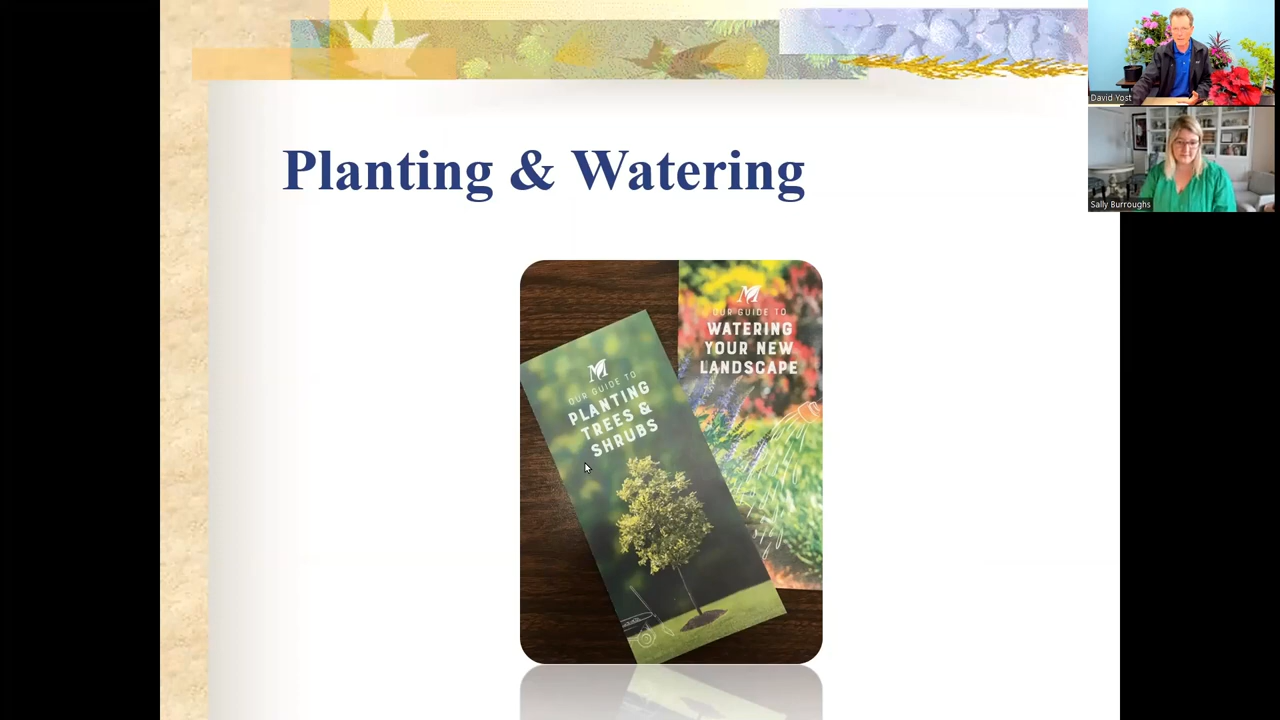 Planting & Watering
David Yost
Sally Burroughs
M
OUR GUIDE TO
WATERING
YOUR NEW
LANDSCAPE
M
OUR GUIDE TO
PLANTING
TREES &
SHRUBS